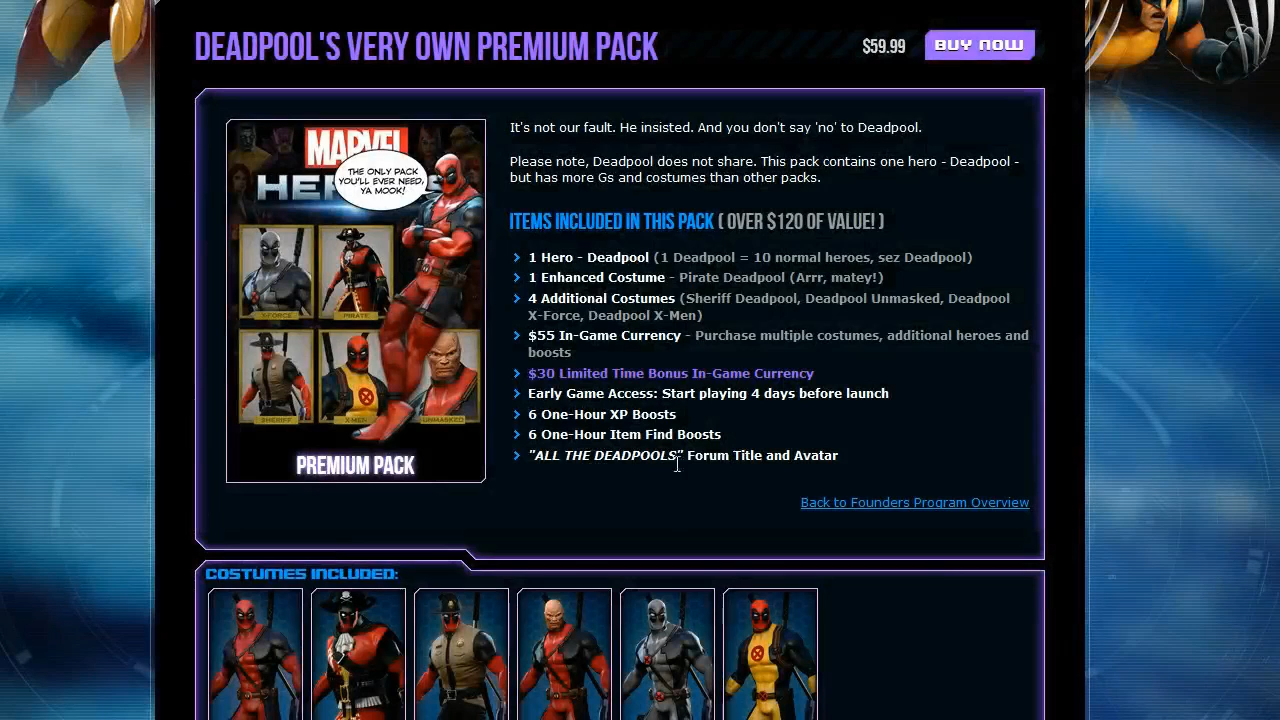 DEADPOOL'S VERY OWN PREMIUM PACK
$59.99
BUY NOW
MARVEL
THE ONLY PACK
YOU'LL EVER NEED,
YA MOOK!
X-FORCE
PIRATE
SHERIFF
X-MEN
UNMASKED
PREMIUM PACK
It's not our fault. He insisted. And you don't say 'no' to Deadpool.
Please note, Deadpool does not share. This pack contains one hero - Deadpool -
but has more Gs and costumes than other packs.
ITEMS INCLUDED IN THIS PACK ( OVER $120 OF VALUE! )
1 Hero - Deadpool (1 Deadpool = 10 normal heroes, sez Deadpool)
1 Enhanced Costume - Pirate Deadpool (Arrr, matey!)
4 Additional Costumes (Sheriff Deadpool, Deadpool Unmasked, Deadpool
X-Force, Deadpool X-Men)
$55 In-Game Currency - Purchase multiple costumes, additional heroes and
boosts
$30 Limited Time Bonus In-Game Currency
Early Game Access: Start playing 4 days before launch
6 One-Hour XP Boosts
6 One-Hour Item Find Boosts
"ALL THE DEADPOOLS" Forum Title and Avatar
Back to Founders Program Overview
COSTUMES INCLUDED: